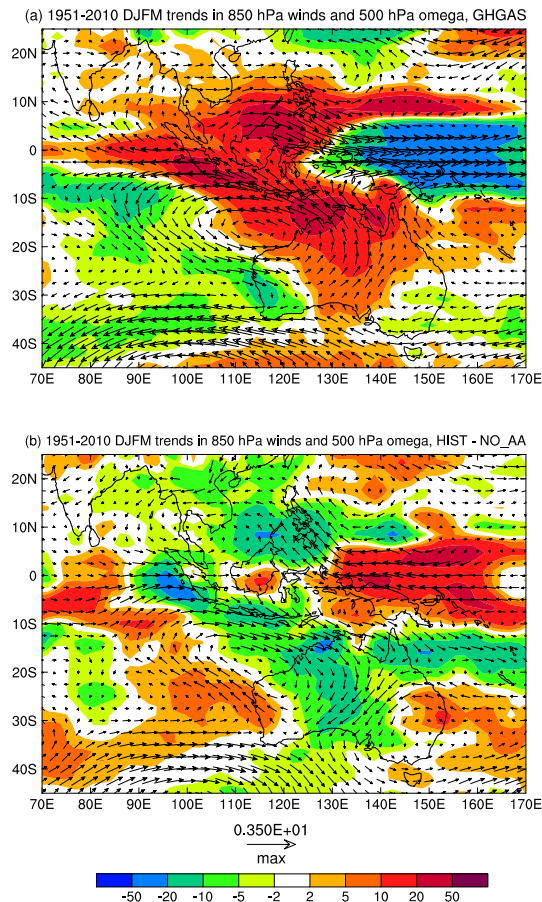 (a) 1951-2010 DJFM trends in 850 hPa winds and 500 hPa omega, GHGAS
20N
10N
0
10S
20S
30S
40S
70E 80E 90E 100E 110E 120E 130E 140E 150E 160E 170E
(b) 1951-2010 DJFM trends in 850 hPa winds and 500 hPa omega, HIST - NO_AA
20N
10N
0
10S
20S
30S
40S
70E 80E 90E 100E 110E 120E 130E 140E 150E 160E 170E
0.350E+01
max
-50 -20 -10 -5 -2 2 5 10 20 50